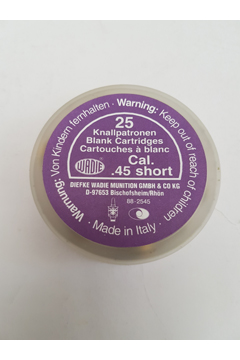 25
Knallpatronen
Blank Cartridges
Cartouches à blanc
WADIE
Cal.
.45 short
DIEFKE WADIE MUNITION GMBH & CO KG
D-97653 Bischofsheim/Rhön
BB-2545
Warnung: Von Kindern fernhalten • Warning: Keep out of reach of children • Made in Italy •